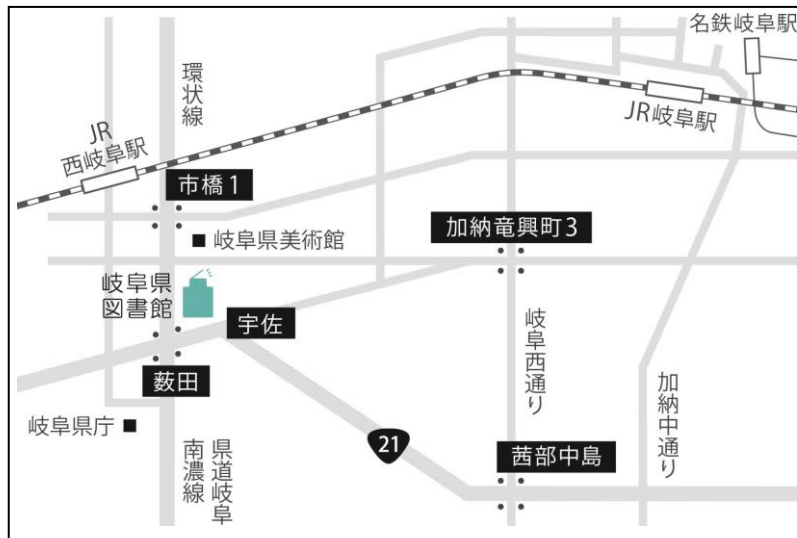 名鉄岐阜駅
環状線
JR
西岐阜駅
JR岐阜駅
市橋1
岐阜県美術館
加納竜興町3
岐阜県
図書館
宇佐
岐阜西通り
薮田
加納中通り
岐阜県庁
県道岐阜
南濃線
21
茜部中島